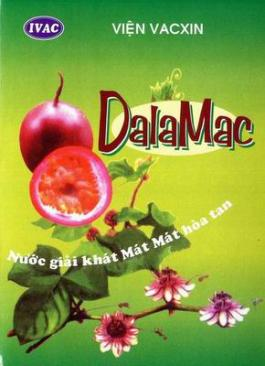 IVAC
VIỆN VACXIN
DalaMac
Nước giải khát Mát Mát hòa tan